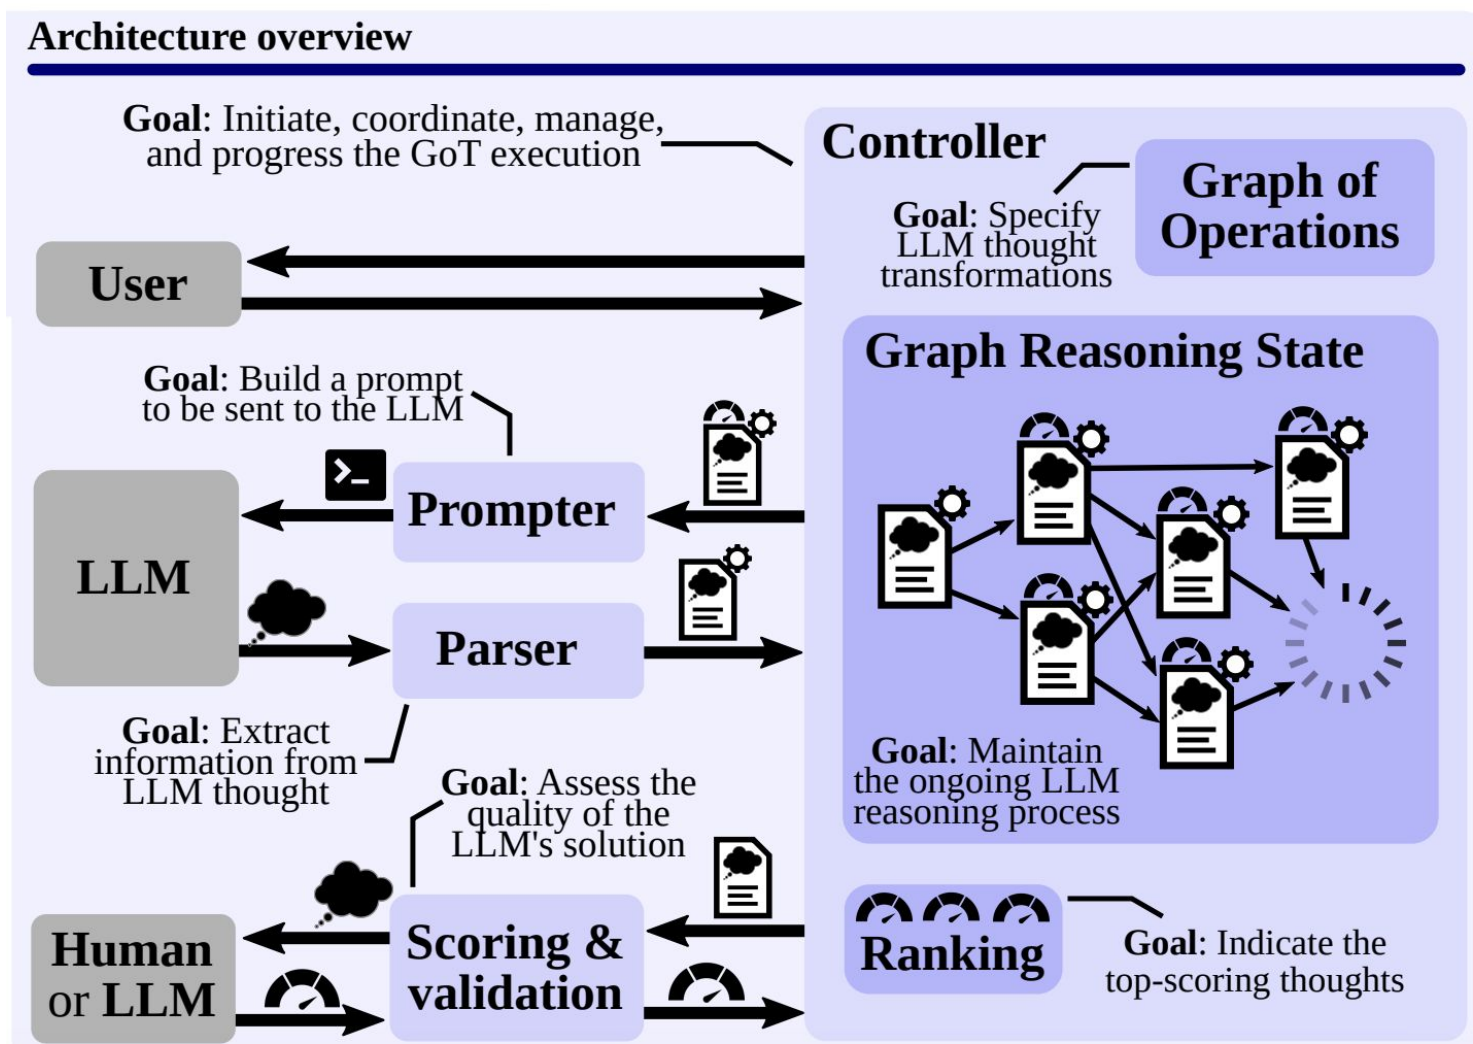 Architecture overview
Goal: Initiate, coordinate, manage,
and progress the GoT execution
Controller
Graph of
Operations
Goal: Specify
LLM thought
transformations
User
Graph Reasoning State
Goal: Build a prompt
to be sent to the LLM
>_
Prompter
LLM
Parser
Goal: Extract
information from
LLM thought
Goal: Maintain
the ongoing LLM
reasoning process
Goal: Assess the
quality of the
LLM's solution
Human
or LLM
Scoring &
validation
Ranking
Goal: Indicate the
top-scoring thoughts